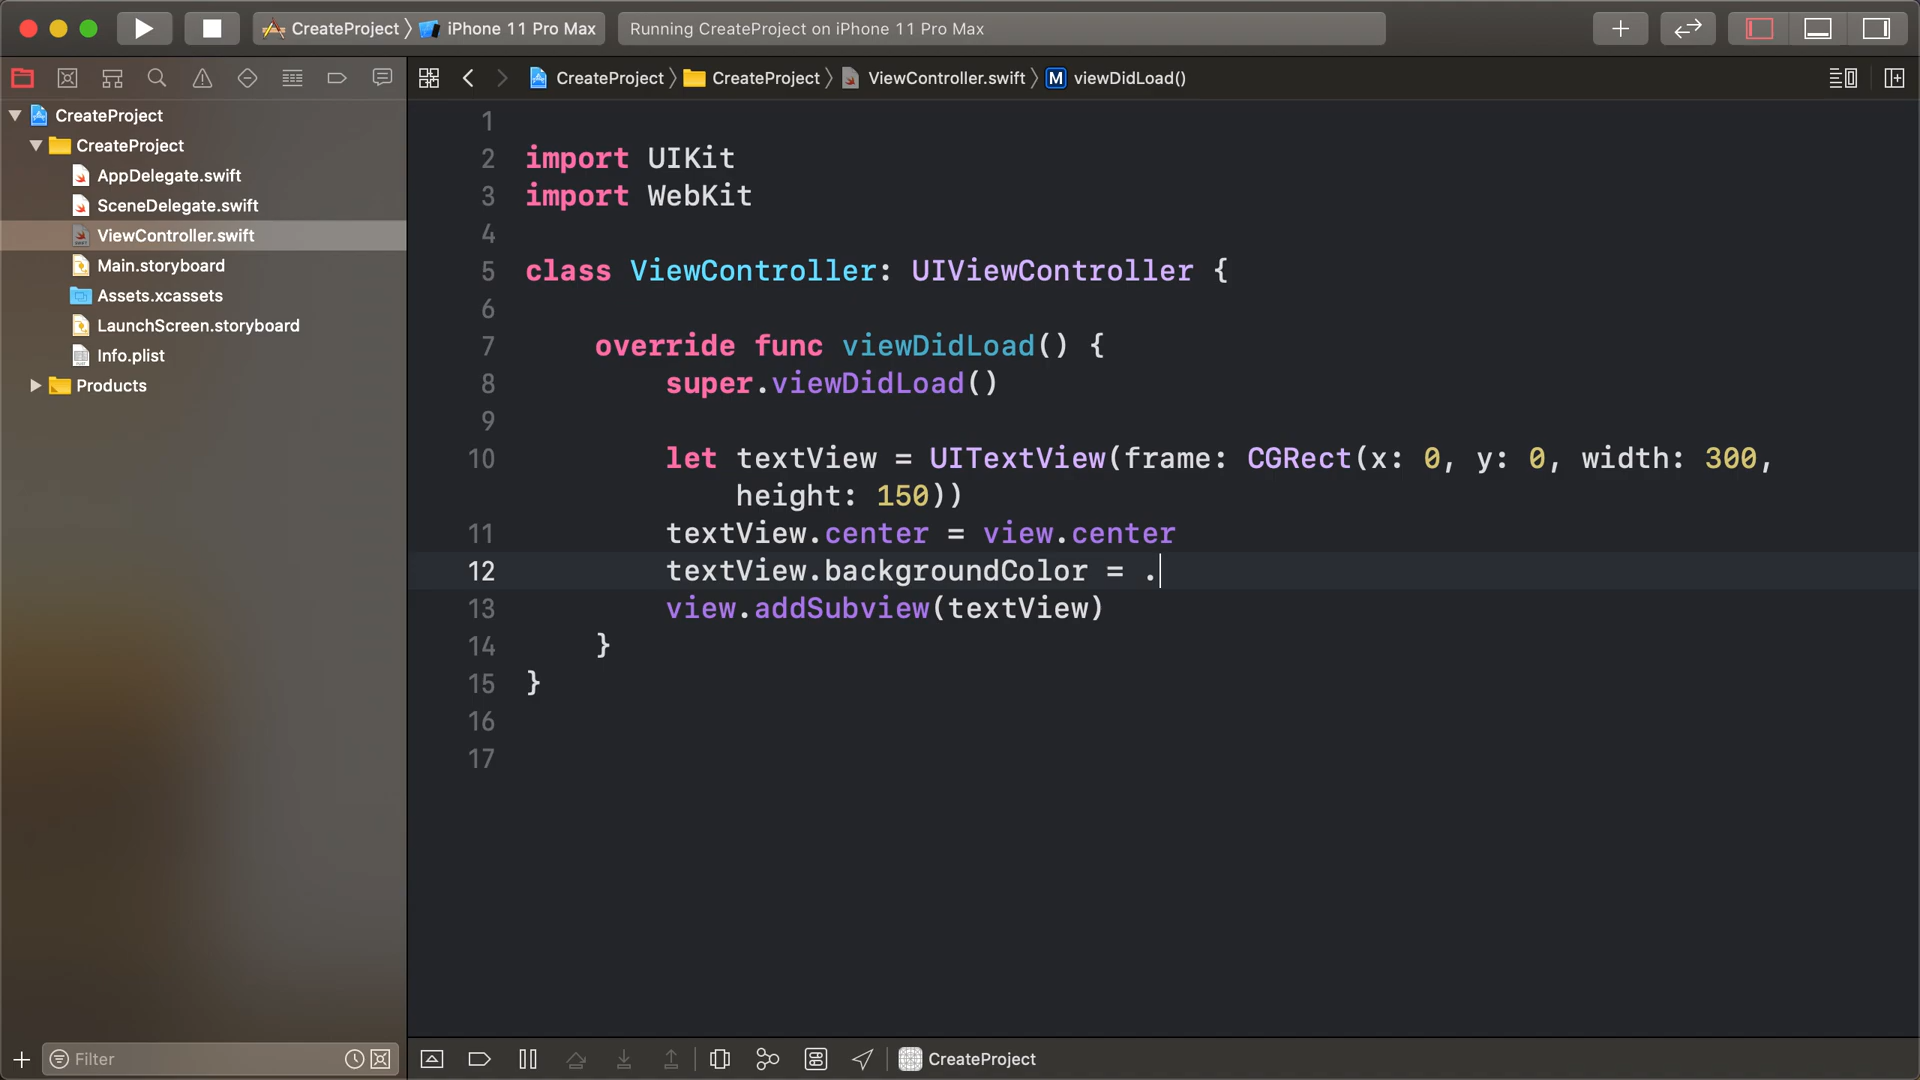 CreateProject 〉 iPhone 11 Pro Max
Running CreateProject on iPhone 11 Pro Max
CreateProject 〉 CreateProject 〉 ViewController.swift 〉 M viewDidLoad()
CreateProject
CreateProject
AppDelegate.swift
SceneDelegate.swift
ViewController.swift
Main.storyboard
Assets.xcassets
LaunchScreen.storyboard
Info.plist
Products
1
2 import UIKit
3 import WebKit
4
5 class ViewController: UIViewController {
6
7 override func viewDidLoad() {
8 super.viewDidLoad()
9
10 let textView = UITextView(frame: CGRect(x: 0, y: 0, width: 300,
height: 150))
11 textView.center = view.center
12 textView.backgroundColor = .
13 view.addSubview(textView)
14 }
15 }
16
17
Filter
CreateProject